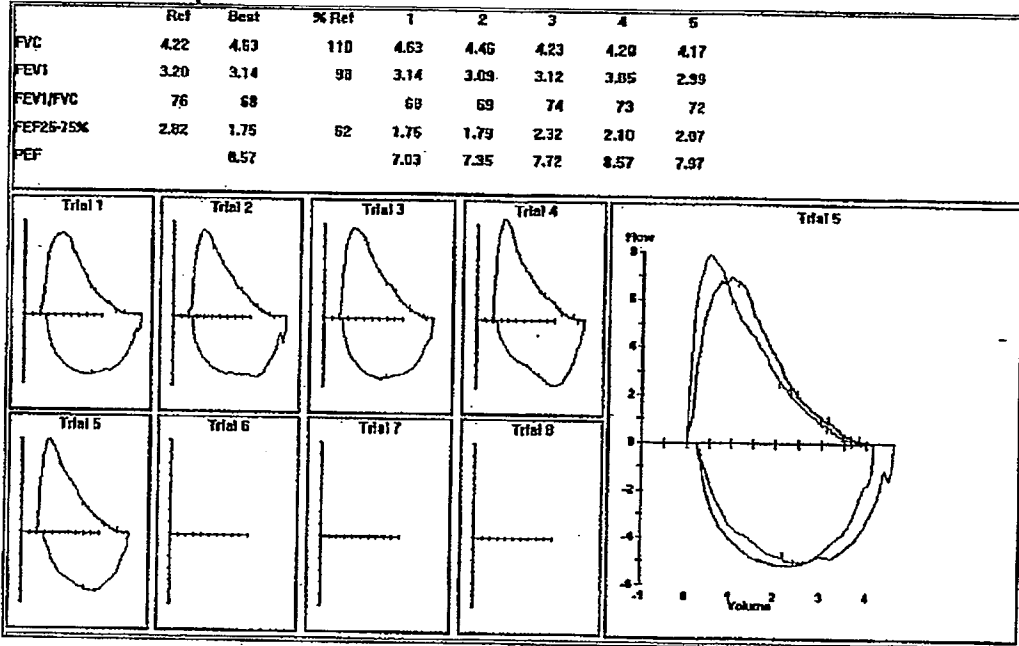 Ref Best % Ref 1 2 3 4 5
FVC 4.22 4.63 110 4.63 4.46 4.23 4.20 4.17
FEV1 3.20 3.14 98 3.14 3.09 3.12 3.05 2.99
FEV1/FVC 76 68 68 69 74 73 72
FEF25-75% 2.82 1.75 62 1.75 1.79 2.32 2.10 2.07
PEF 8.57 7.03 7.35 7.72 8.57 7.97
Trial 1 Trial 2 Trial 3 Trial 4 Trial 5
Flow
8
6
4
2
0
-2
-4
-6
-1 0 1 2 3 4
Volume
Trial 5 Trial 6 Trial 7 Trial 8